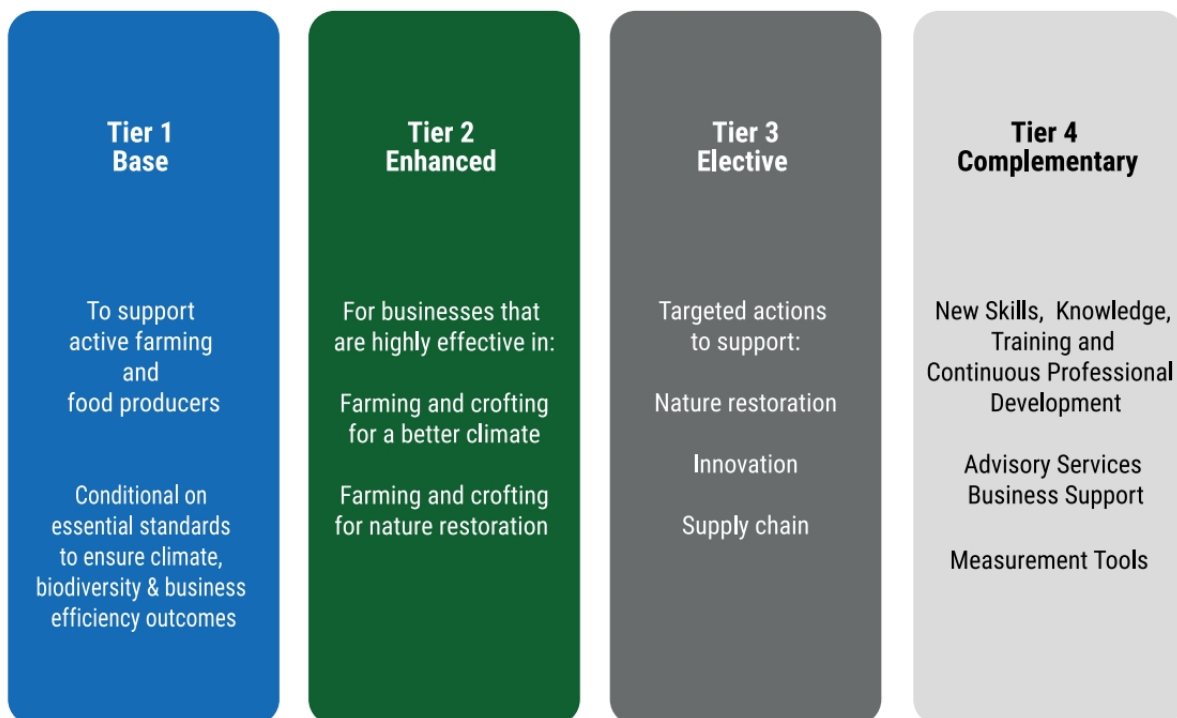 Tier 1
Base
To support
active farming
and
food producers
Conditional on
essential standards
to ensure climate,
biodiversity & business
efficiency outcomes
Tier 2
Enhanced
For businesses that
are highly effective in:
Farming and crofting
for a better climate
Farming and crofting
for nature restoration
Tier 3
Elective
Targeted actions
to support:
Nature restoration
Innovation
Supply chain
Tier 4
Complementary
New Skills, Knowledge,
Training and
Continuous Professional
Development
Advisory Services
Business Support
Measurement Tools